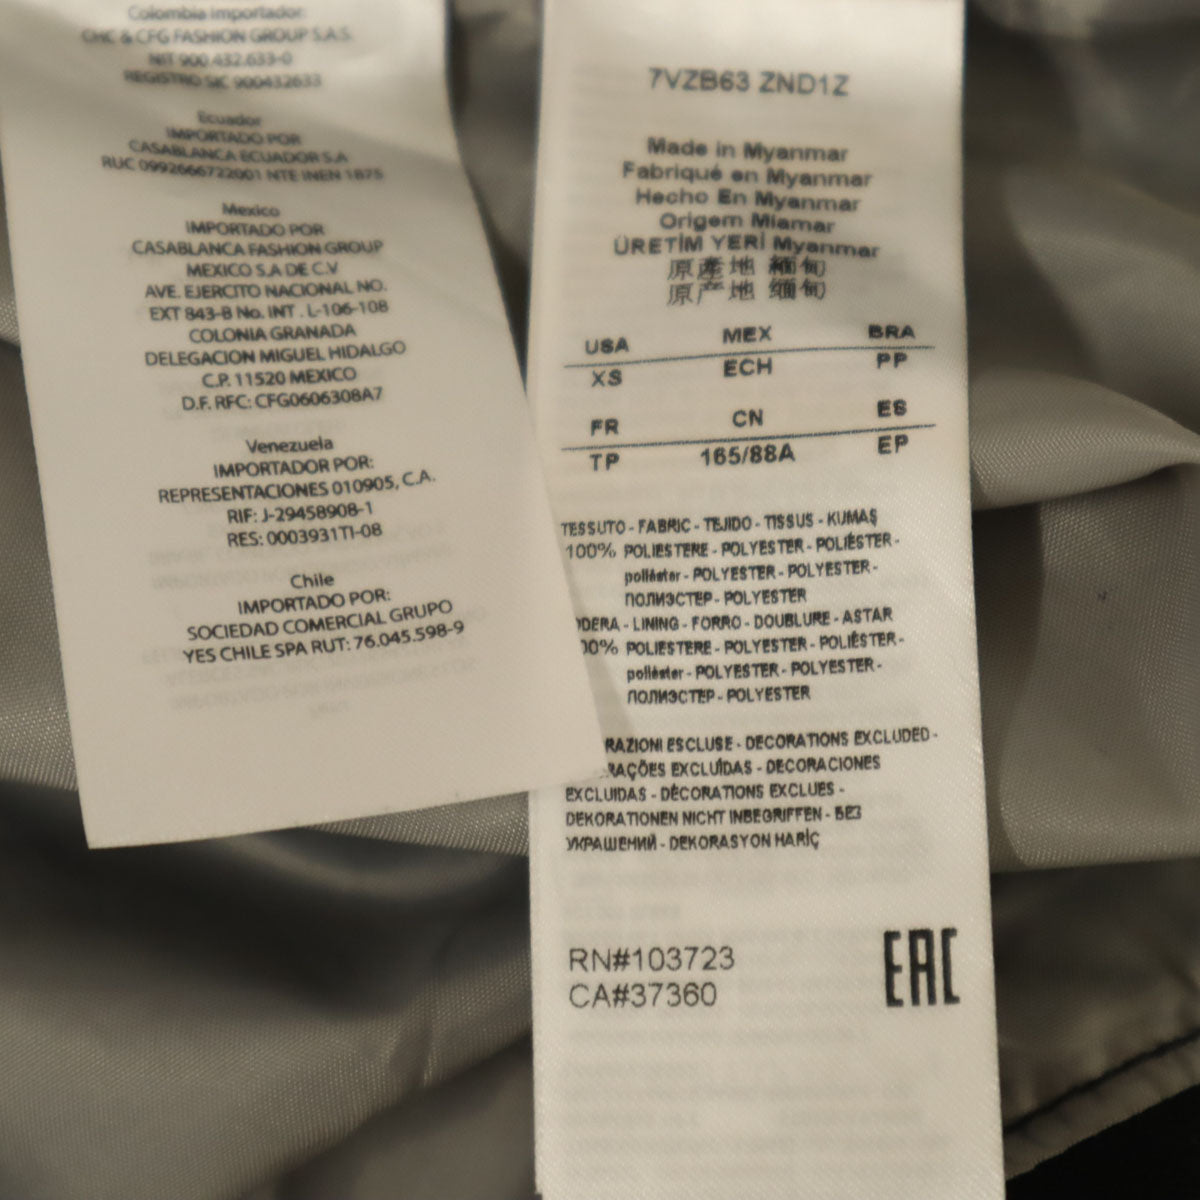 Colombia Importador:
CHC & CFG FASHION GROUP S.A.S.
NIT 900.432.633-0
REGISTRO SIC 900432633
Ecuador
IMPORTADO POR
CASABLANCA ECUADOR S.A
RUC 0992666722001 NTE INEN 1875
Mexico
IMPORTADO POR
CASABLANCA FASHION GROUP
MEXICO S.A DE C.V
AVE. EJERCITO NACIONAL NO.
EXT 843-B No. INT . L-106-108
COLONIA GRANADA
DELEGACION MIGUEL HIDALGO
C.P. 11520 MEXICO
D.F. RFC: CFG0606308A7
Venezuela
IMPORTADOR POR:
REPRESENTACIONES 010905, C.A.
RIF: J-29458908-1
RES: 0003931TI-08
Chile
IMPORTADO POR:
SOCIEDAD COMERCIAL GRUPO
YES CHILE SPA RUT: 76.045.598-9
7VZB63 ZND1Z
Made in Myanmar
Fabriqué en Myanmar
Hecho En Myanmar
Origem Miamar
ÜRETİM YERİ Myanmar
原產地 緬甸
原产地 缅甸
USA MEX BRA
XS ECH PP
FR CN ES
TP 165/88A EP
TESSUTO - FABRIC - TEJIDO - TISSUS - KUMAŞ
100% POLIESTERE - POLYESTER - POLIÉSTER -
poliéster - POLYESTER - POLYESTER -
ПОЛИЭСТЕР - POLYESTER
ODERA - LINING - FORRO - DOUBLURE - ASTAR
00% POLIESTERE - POLYESTER - POLIÉSTER -
poliéster - POLYESTER - POLYESTER -
ПОЛИЭСТЕР - POLYESTER
RAZIONI ESCLUSE - DECORATIONS EXCLUDED -
RAÇÕES EXCLUÍDAS - DECORACIONES
EXCLUIDAS - DÉCORATIONS EXCLUES -
DEKORATIONEN NICHT INBEGRIFFEN - БЕЗ
УКРАШЕНИЙ - DEKORASYON HARİÇ
RN#103723
CA#37360
EAC